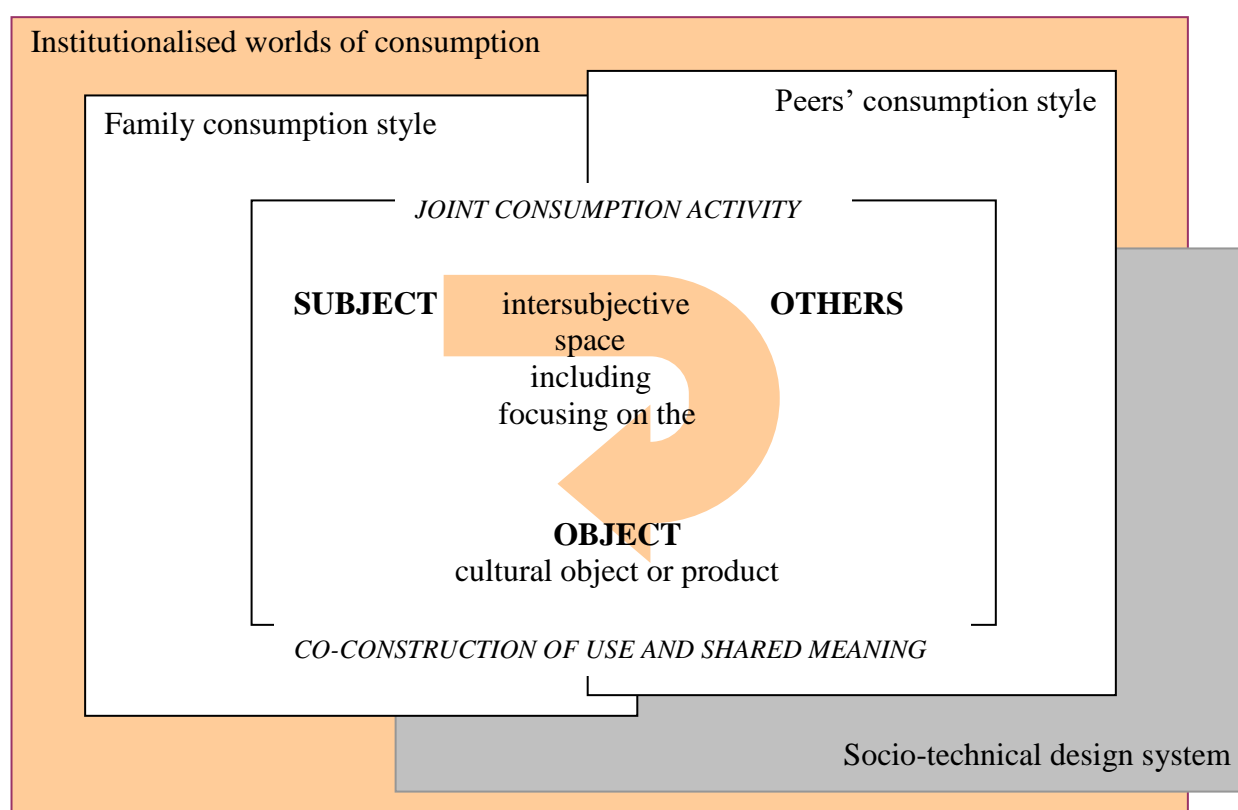 Institutionalised worlds of consumption
Peers’ consumption style
Family consumption style
JOINT CONSUMPTION ACTIVITY
SUBJECT
intersubjective
space
including
focusing on the
OTHERS
OBJECT
cultural object or product
CO-CONSTRUCTION OF USE AND SHARED MEANING
Socio-technical design system